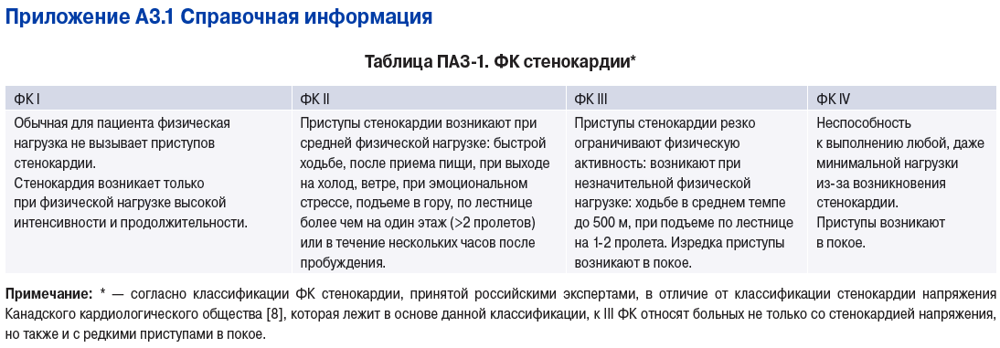 Приложение А3.1 Справочная информация
Таблица ПА3-1. ФК стенокардии*
ФК I
Обычная для пациента физическая
нагрузка не вызывает приступов
стенокардии.
Стенокардия возникает только
при физической нагрузке высокой
интенсивности и продолжительности.
ФК II
Приступы стенокардии возникают при
средней физической нагрузке: быстрой
ходьбе, после приема пищи, при выходе
на холод, ветре, при эмоциональном
стрессе, подъеме в гору, по лестнице
более чем на один этаж (>2 пролетов)
или в течение нескольких часов после
пробуждения.
ФК III
Приступы стенокардии резко
ограничивают физическую
активность: возникают при
незначительной физической
нагрузке: ходьбе в среднем темпе
до 500 м, при подъеме по лестнице
на 1-2 пролета. Изредка приступы
возникают в покое.
ФК IV
Неспособность
к выполнению любой, даже
минимальной нагрузки
из-за возникновения
стенокардии.
Приступы возникают
в покое.
Примечание: * — согласно классификации ФК стенокардии, принятой российскими экспертами, в отличие от классификации стенокардии напряжения
Канадского кардиологического общества [8], которая лежит в основе данной классификации, к III ФК относят больных не только со стенокардией напряжения,
но также и с редкими приступами в покое.